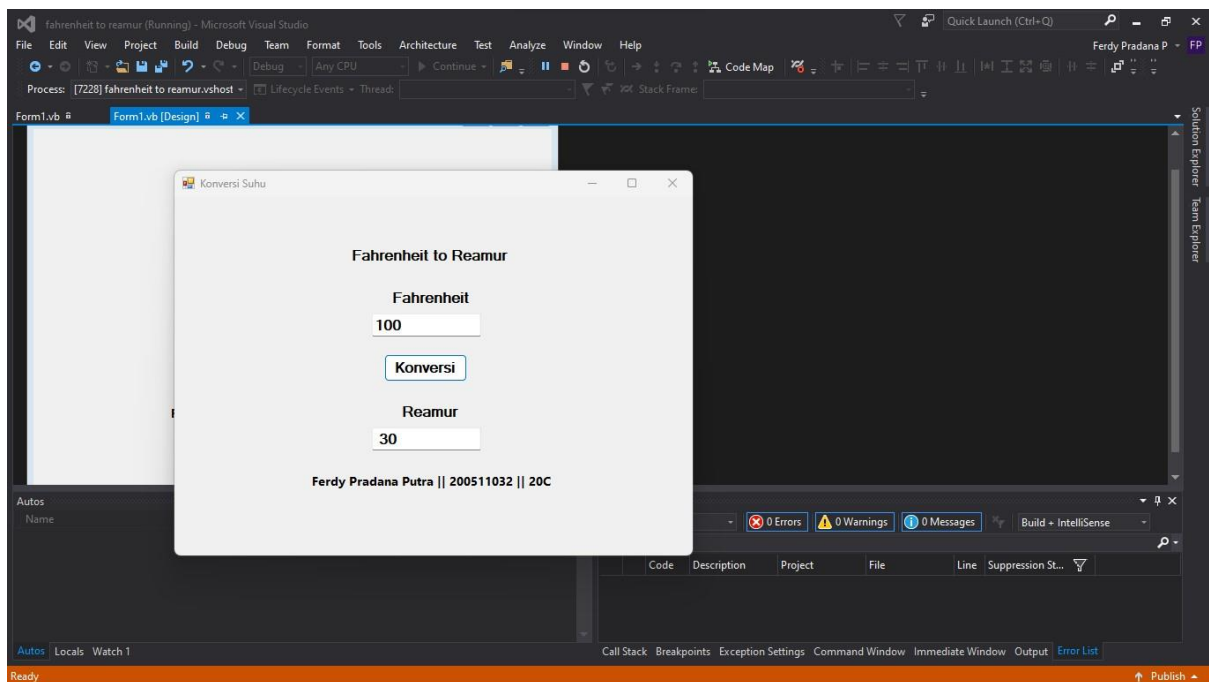 fahrenheit to reamur (Running) - Microsoft Visual Studio
Quick Launch (Ctrl+Q)
File Edit View Project Build Debug Team Format Tools Architecture Test Analyze Window Help
Ferdy Pradana P FP
Debug Any CPU Continue Code Map
Process: [7228] fahrenheit to reamur.vshost Lifecycle Events Thread: Stack Frame:
Form1.vb Form1.vb [Design]
Solution Explorer
Team Explorer
Konversi Suhu
Fahrenheit to Reamur
Fahrenheit
100
Konversi
Reamur
30
Ferdy Pradana Putra || 200511032 || 20C
Autos
Name
0 Errors 0 Warnings 0 Messages Build + IntelliSense
Code Description Project File Line Suppression St...
Autos Locals Watch 1
Call Stack Breakpoints Exception Settings Command Window Immediate Window Output Error List
Ready
Publish